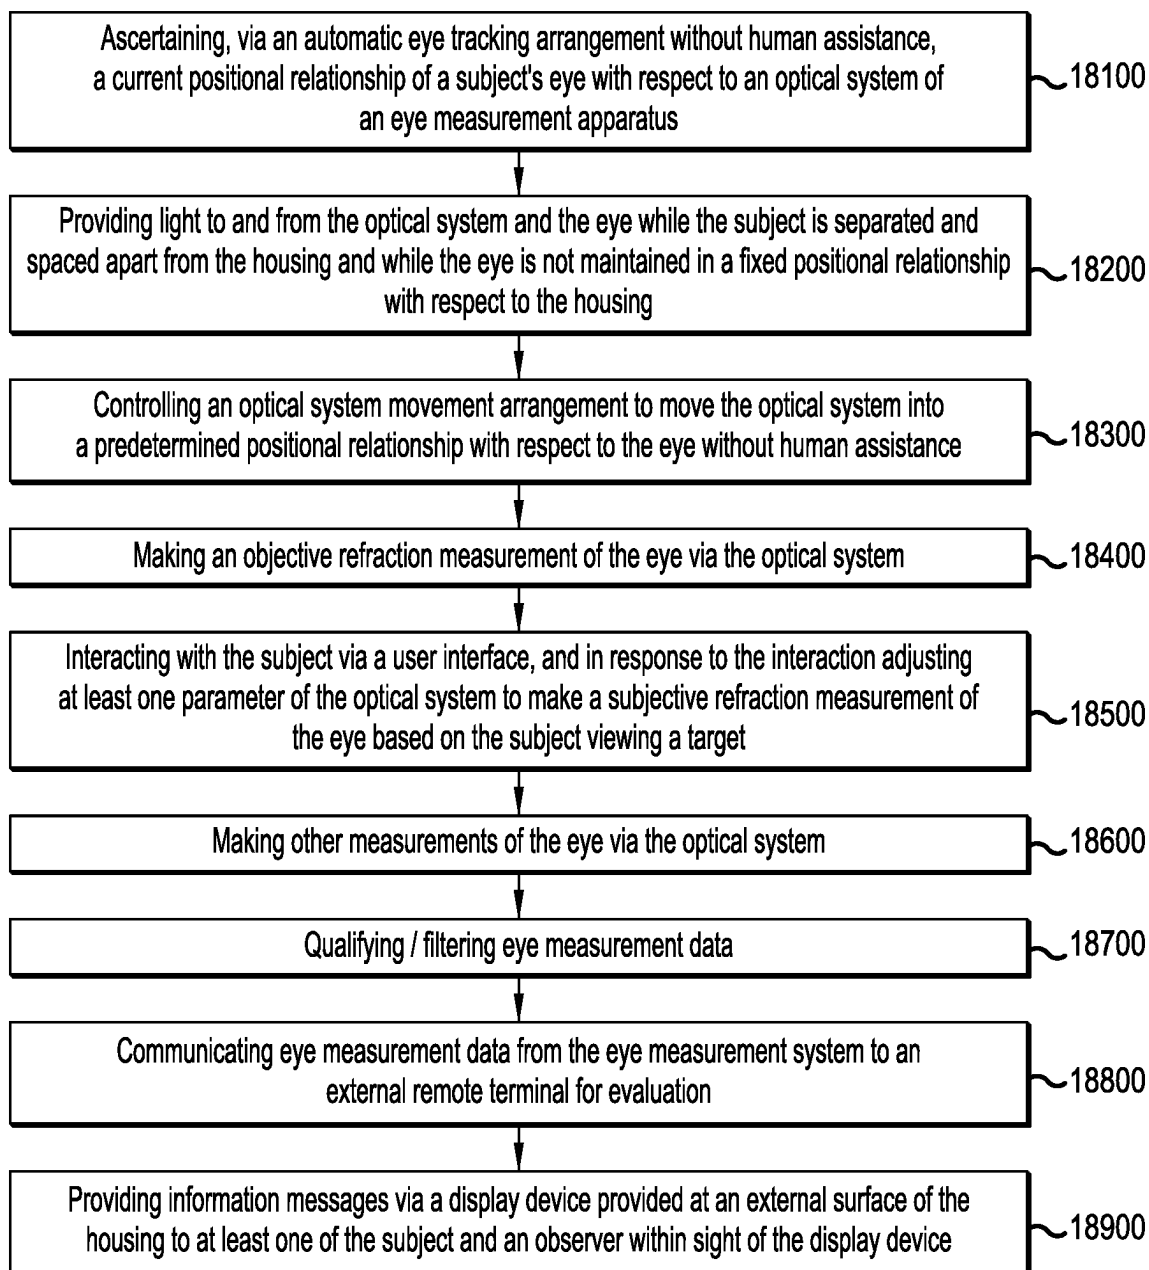 Ascertaining, via an automatic eye tracking arrangement without human assistance,
a current positional relationship of a subject's eye with respect to an optical system of
an eye measurement apparatus
18100
Providing light to and from the optical system and the eye while the subject is separated and
spaced apart from the housing and while the eye is not maintained in a fixed positional relationship
with respect to the housing
18200
Controlling an optical system movement arrangement to move the optical system into
a predetermined positional relationship with respect to the eye without human assistance
18300
Making an objective refraction measurement of the eye via the optical system
18400
Interacting with the subject via a user interface, and in response to the interaction adjusting
at least one parameter of the optical system to make a subjective refraction measurement of
the eye based on the subject viewing a target
18500
Making other measurements of the eye via the optical system
18600
Qualifying / filtering eye measurement data
18700
Communicating eye measurement data from the eye measurement system to an
external remote terminal for evaluation
18800
Providing information messages via a display device provided at an external surface of the
housing to at least one of the subject and an observer within sight of the display device
18900